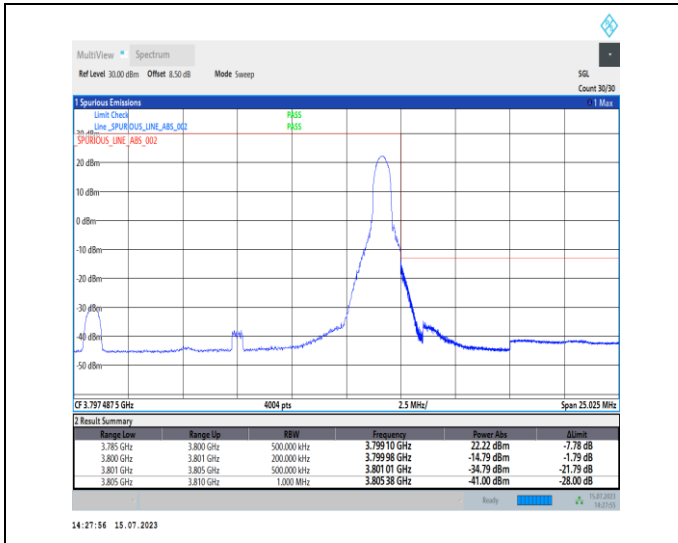 MultiView Spectrum
Ref Level 30.00 dBm Offset 8.50 dB Mode Sweep SGL
Count 30/30
1 Spurious Emissions 1 Max
Limit Check PASS
Line _SPURIOUS_LINE_ABS_002 PASS
_SPURIOUS_LINE_ABS_002
20 dBm
10 dBm
0 dBm
-10 dBm
-20 dBm
-30 dBm
-40 dBm
-50 dBm
CF 3.797 487 5 GHz 4004 pts 2.5 MHz/ Span 25.025 MHz
2 Result Summary
Range Low Range Up RBW Frequency Power Abs ΔLimit
3.785 GHz 3.800 GHz 500.000 kHz 3.799 10 GHz 22.22 dBm -7.78 dB
3.800 GHz 3.801 GHz 200.000 kHz 3.799 98 GHz -14.79 dBm -1.79 dB
3.801 GHz 3.805 GHz 500.000 kHz 3.801 01 GHz -34.79 dBm -21.79 dB
3.805 GHz 3.810 GHz 1.000 MHz 3.805 38 GHz -41.00 dBm -28.00 dB
Ready 15.07.2023
14:27:55
14:27:56 15.07.2023